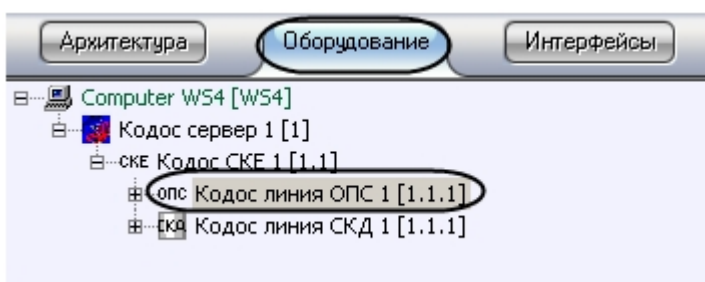 Архитектура Оборудование Интерфейсы
Computer WS4 [WS4]
Кодос сервер 1 [1]
СКЕ Кодос СКЕ 1 [1.1]
ОПС Кодос линия ОПС 1 [1.1.1]
СКД Кодос линия СКД 1 [1.1.1]